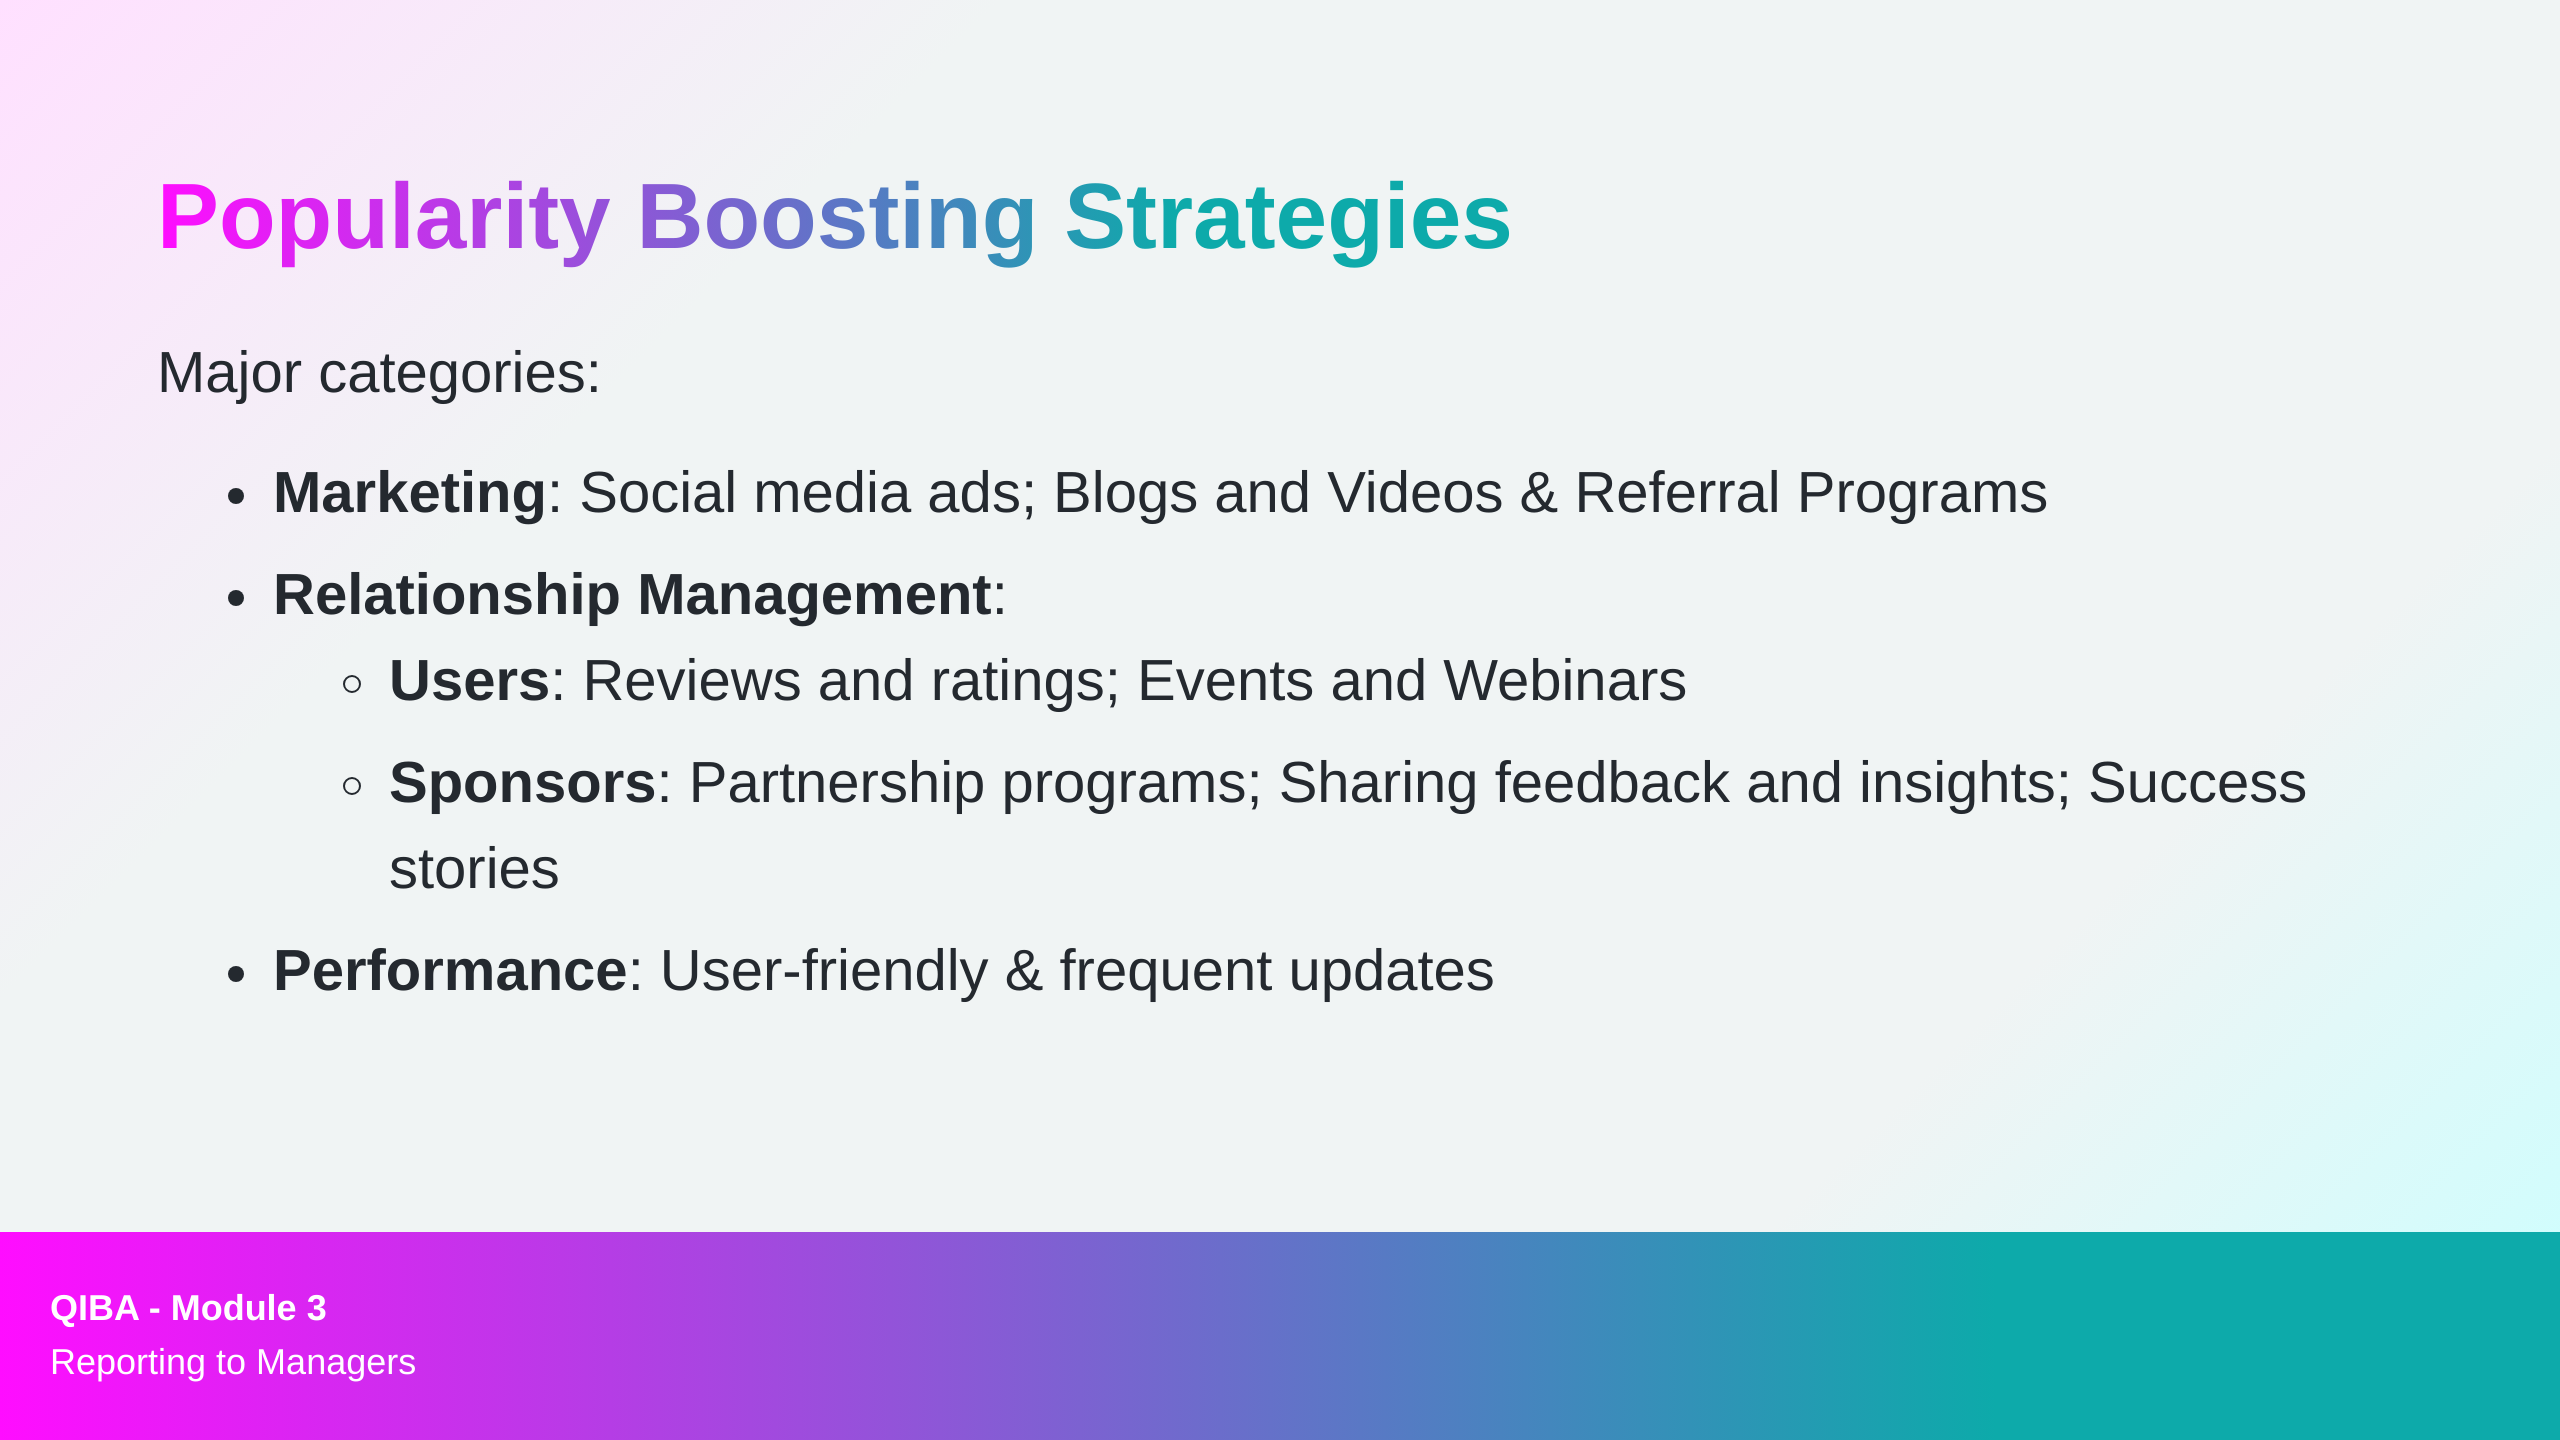 Popularity Boosting Strategies
Major categories:
• Marketing: Social media ads; Blogs and Videos & Referral Programs
• Relationship Management:
◦ Users: Reviews and ratings; Events and Webinars
◦ Sponsors: Partnership programs; Sharing feedback and insights; Success
stories
• Performance: User-friendly & frequent updates
QIBA - Module 3
Reporting to Managers